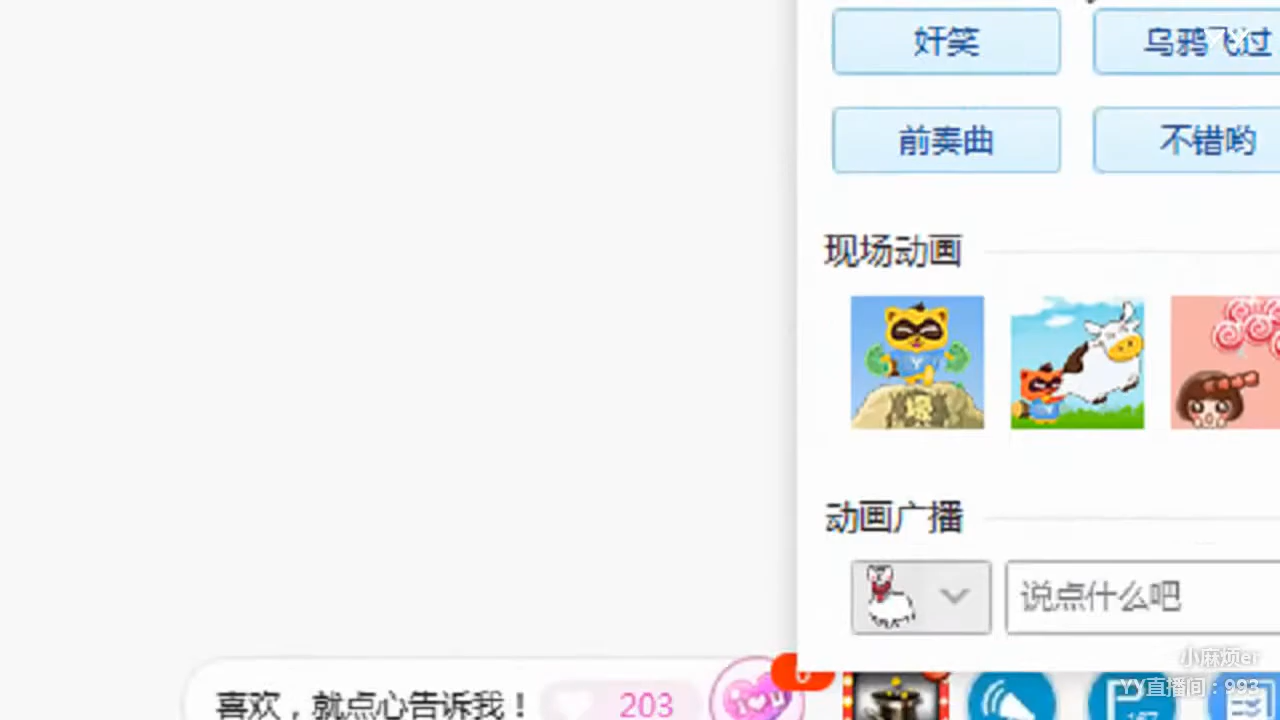 奸笑
乌鸦飞过
前奏曲
不错哟
现场动画
动画广播
说点什么吧
小麻烦er
喜欢，就点心告诉我！
203
YY直播间：993